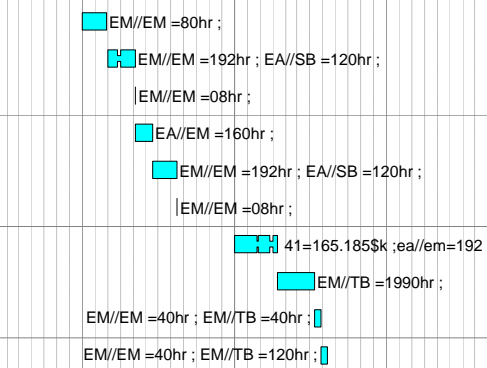 EM//EM =80hr ;
EM//EM =192hr ; EA//SB =120hr ;
EM//EM =08hr ;
EA//EM =160hr ;
EM//EM =192hr ; EA//SB =120hr ;
EM//EM =08hr ;
41=165.185$k ;ea//em=192
EM//TB =1990hr ;
EM//EM =40hr ; EM//TB =40hr ;
EM//EM =40hr ; EM//TB =120hr ;